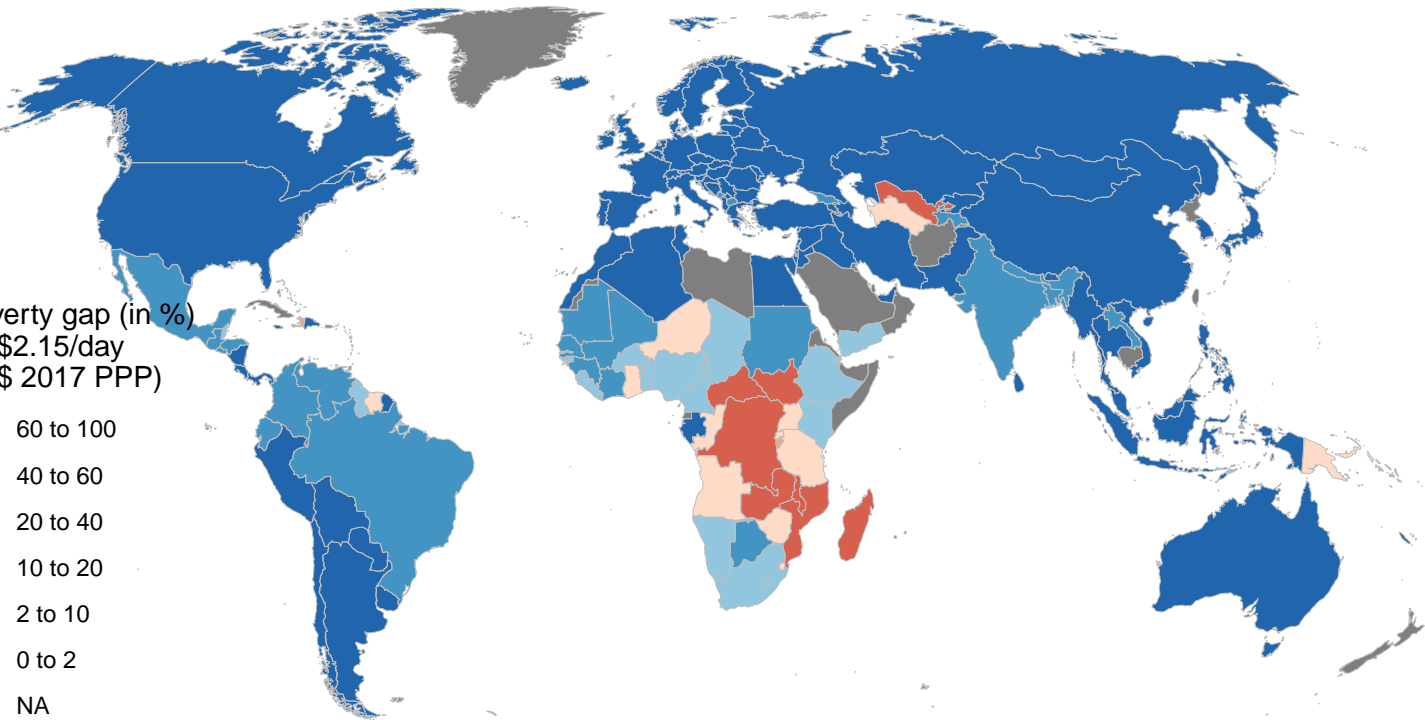 verty gap (in %)
$2.15/day
$ 2017 PPP)
60 to 100
40 to 60
20 to 40
10 to 20
2 to 10
0 to 2
NA